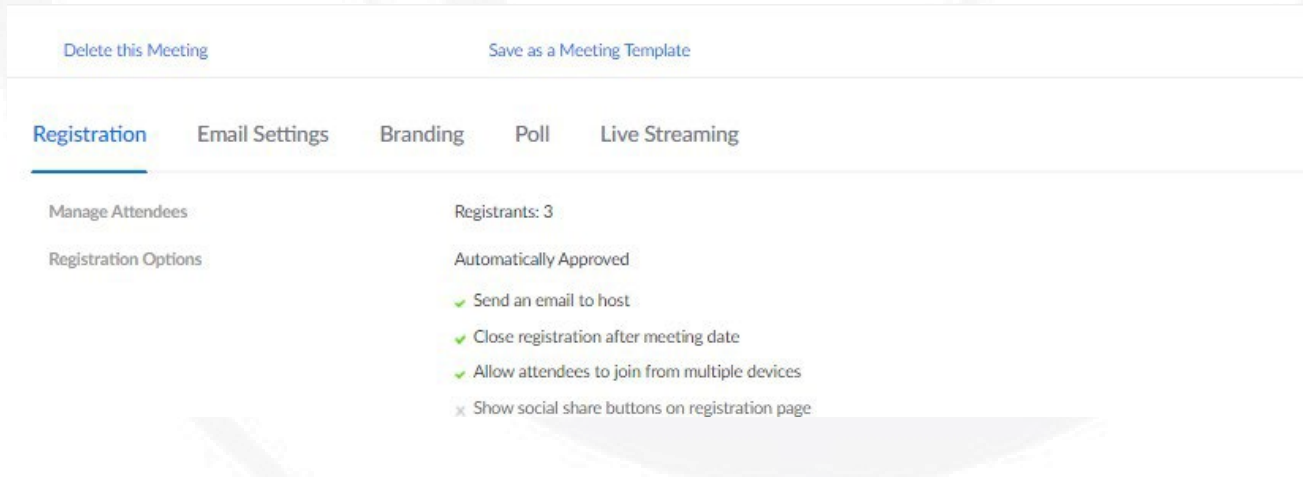 Delete this Meeting Save as a Meeting Template
Registration Email Settings Branding Poll Live Streaming
Manage Attendees Registrants: 3
Registration Options Automatically Approved
Send an email to host
Close registration after meeting date
Allow attendees to join from multiple devices
Show social share buttons on registration page